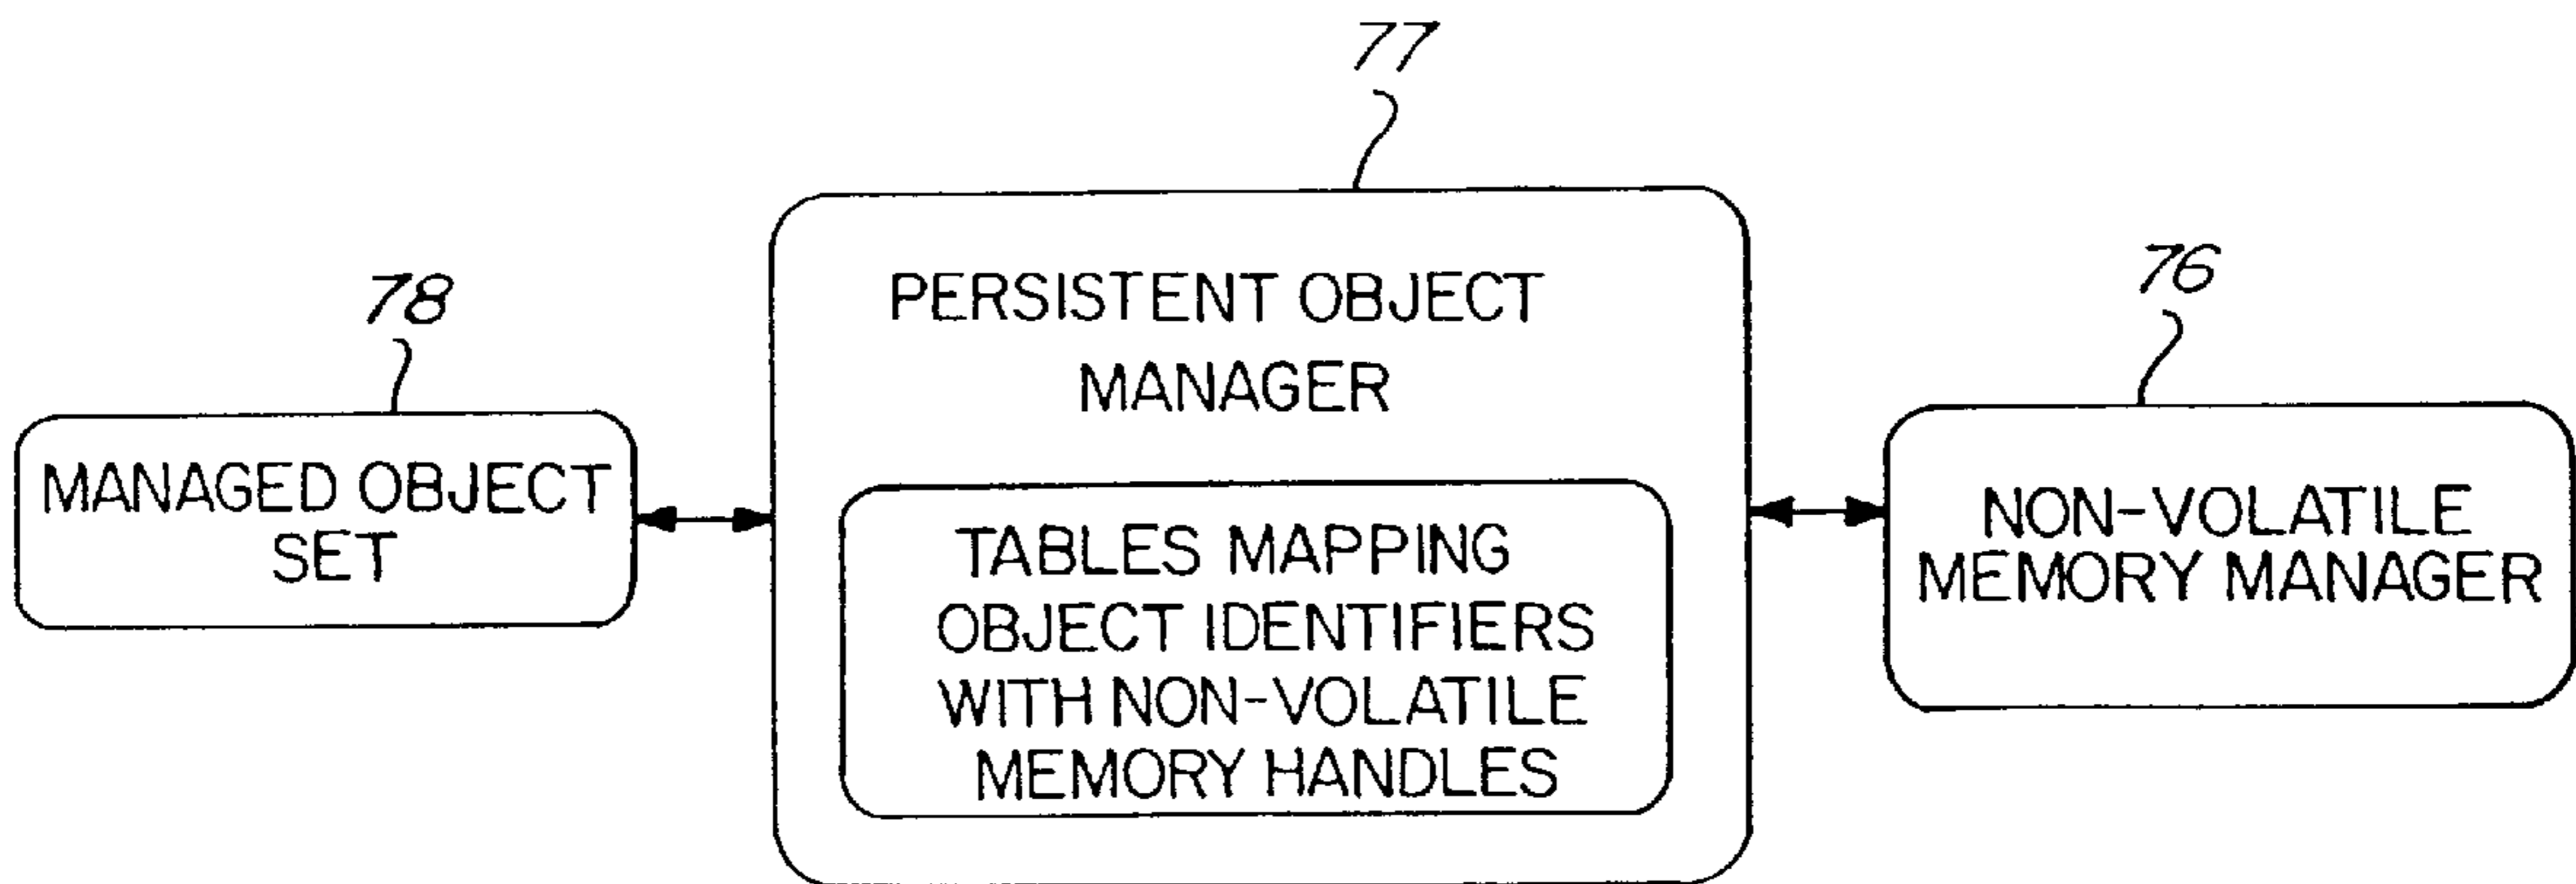 77
78
76
PERSISTENT OBJECT
MANAGER
MANAGED OBJECT
SET
TABLES MAPPING
OBJECT IDENTIFIERS
WITH NON-VOLATILE
MEMORY HANDLES
NON-VOLATILE
MEMORY MANAGER